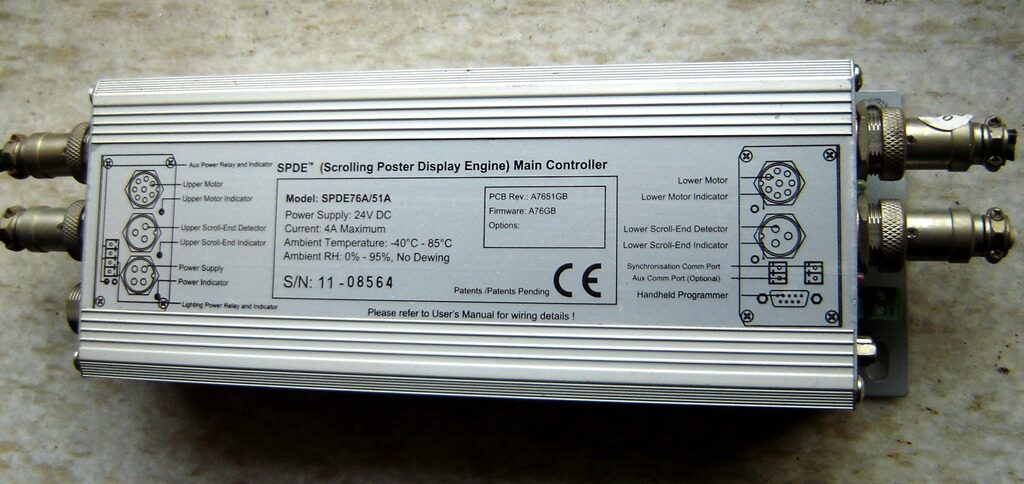 SPDE™ (Scrolling Poster Display Engine) Main Controller
Aux Power Relay and Indicator
Upper Motor
Upper Motor Indicator
Upper Scroll-End Detector
Upper Scroll-End Indicator
Power Supply
Power Indicator
Lighting Power Relay and Indicator
Model: SPDE76A/51A
Power Supply: 24V DC
Current: 4A Maximum
Ambient Temperature: -40°C - 85°C
Ambient RH: 0% - 95%, No Dewing
S/N: 11-08564
PCB Rev.: A7651GB
Firmware: A76GB
Options:
Patents /Patents Pending
CE
Please refer to User's Manual for wiring details !
Lower Motor
Lower Motor Indicator
Lower Scroll-End Detector
Lower Scroll-End Indicator
Synchronisation Comm Port
Aux Comm Port (Optional)
Handheld Programmer